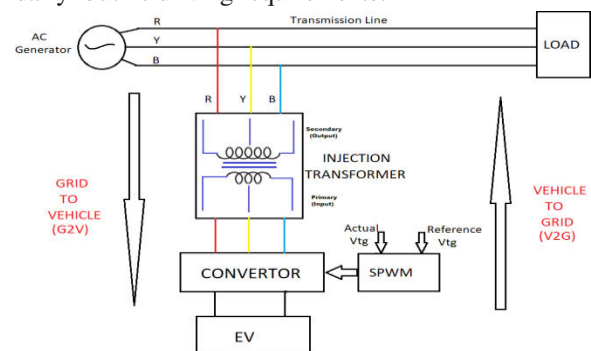 R
Transmission Line
AC
Generator
Y
B
LOAD
R Y B
Secondary
(Output)
INJECTION
TRANSFORMER
Primary
(Input)
GRID
TO
VEHICLE
(G2V)
VEHICLE
TO
GRID
(V2G)
Actual
Vtg
Reference
Vtg
CONVERTOR
SPWM
EV